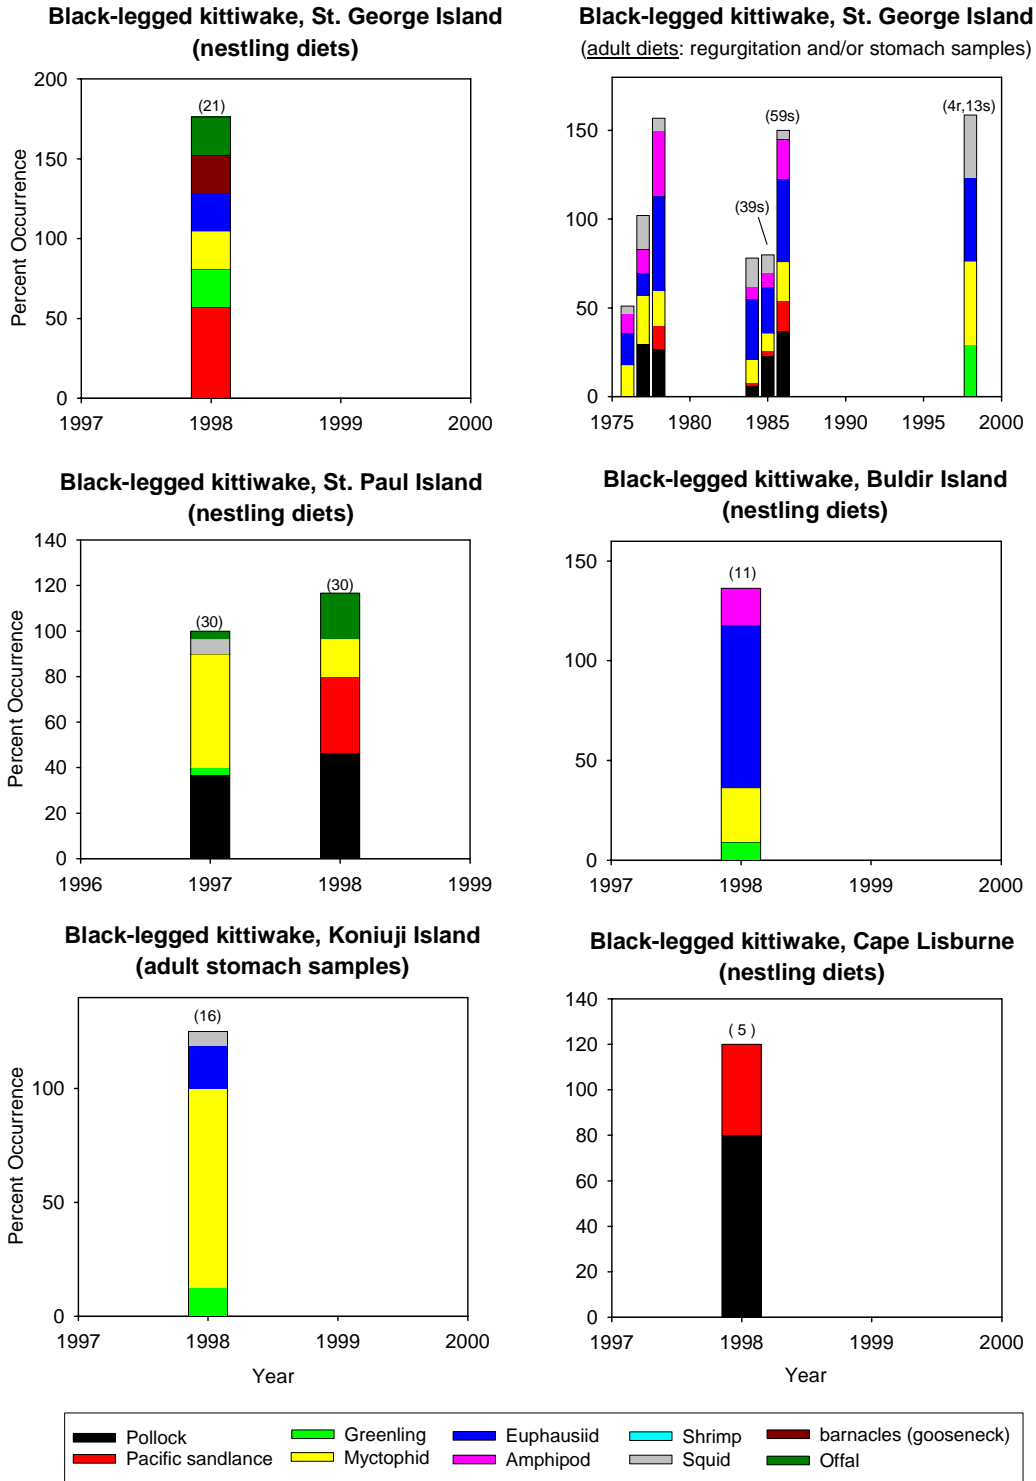 Black-legged kittiwake, St. George Island
(nestling diets)
200
150
100
50
0
Percent Occurrence
(21)
1997
1998
1999
2000
Black-legged kittiwake, St. George Island
(adult diets: regurgitation and/or stomach samples)
150
100
50
0
(39s)
(59s)
(4r,13s)
1975
1980
1985
1990
1995
2000
Black-legged kittiwake, St. Paul Island
(nestling diets)
140
120
100
80
60
40
20
0
Percent Occurrence
(30)
(30)
1996
1997
1998
1999
Black-legged kittiwake, Buldir Island
(nestling diets)
150
100
50
0
(11)
1997
1998
1999
2000
Black-legged kittiwake, Koniuji Island
(adult stomach samples)
100
50
0
Percent Occurrence
(16)
1997
1998
1999
2000
Year
Black-legged kittiwake, Cape Lisburne
(nestling diets)
140
120
100
80
60
40
20
0
( 5 )
1997
1998
1999
2000
Year
Pollock
Pacific sandlance
Greenling
Myctophid
Euphausiid
Amphipod
Shrimp
Squid
barnacles (gooseneck)
Offal